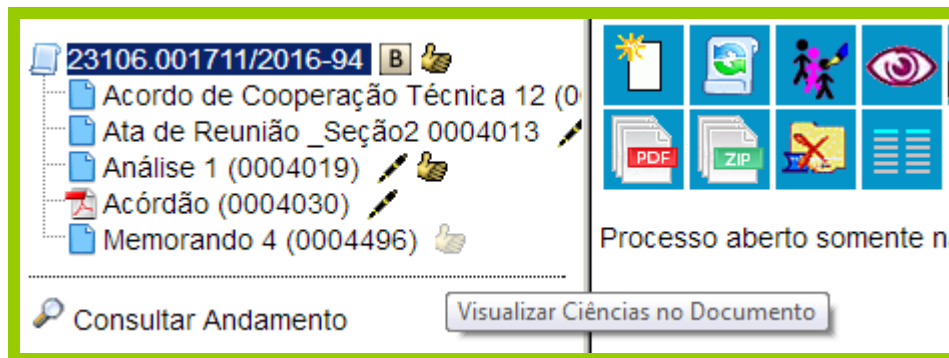 23106.001711/2016-94 B
Acordo de Cooperação Técnica 12 (0
Ata de Reunião _Seção2 0004013
Análise 1 (0004019)
Acórdão (0004030)
Memorando 4 (0004496)
Consultar Andamento
Visualizar Ciências no Documento
PDF
ZIP
Processo aberto somente n